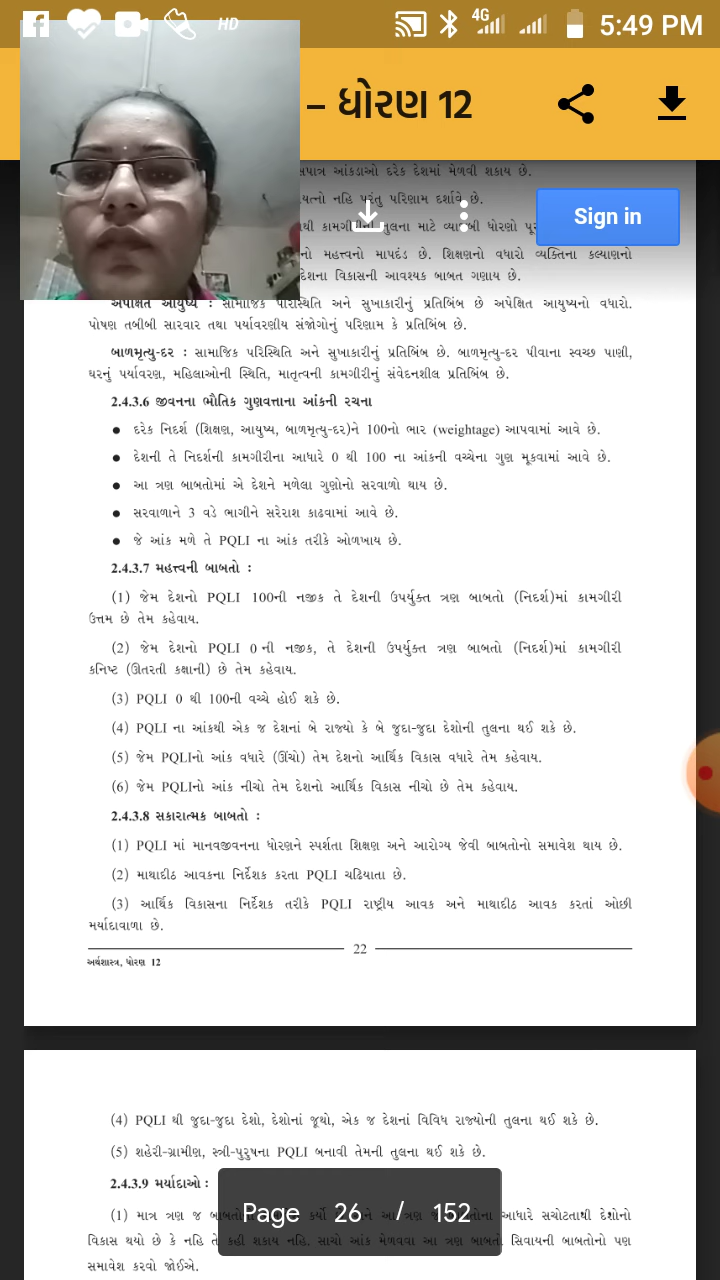 HD 4G 5:49 PM
– ધોરણ 12
આંકડાઓ દરેક દેશમાં મેળવી શકાય છે.
નહિ પરંતુ પરિણામ દર્શાવે છે.
Sign in
કામગીરીની તુલના માટે ધોરણો
મહત્ત્વનો માપદંડ છે. શિક્ષણનો વધારો વ્યક્તિના કલ્યાણનો
દેશના વિકાસની આવશ્યક બાબત ગણાય છે.
અપેક્ષિત આયુષ્ય : સામાજિક પરિસ્થિતિ અને સુખાકારીનું પ્રતિબિંબ છે અપેક્ષિત આયુષ્યનો વધારો.
પોષણ તબીબી સારવાર તથા પર્યાવરણીય સંજોગોનું પરિણામ કે પ્રતિબિંબ છે.
બાળમૃત્યુ-દર : સામાજિક પરિસ્થિતિ અને સુખાકારીનું પ્રતિબિંબ છે. બાળમૃત્યુ-દર પીવાના સ્વચ્છ પાણી,
ઘરનું પર્યાવરણ, મહિલાઓની સ્થિતિ, માતૃત્વની કામગીરીનું સંવેદનશીલ પ્રતિબિંબ છે.
2.4.3.6 જીવનના ભૌતિક ગુણવત્તાના આંકની રચના
● દરેક નિદર્શ (શિક્ષણ, આયુષ્ય, બાળમૃત્યુ-દર)ને 100નો ભાર (weightage) આપવામાં આવે છે.
● દેશની તે નિદર્શની કામગીરીના આધારે 0 થી 100 ના આંકની વચ્ચેના ગુણ મૂકવામાં આવે છે.
● આ ત્રણ બાબતોમાં એ દેશને મળેલા ગુણોનો સરવાળો થાય છે.
● સરવાળાને 3 વડે ભાગીને સરેરાશ કાઢવામાં આવે છે.
● જે આંક મળે તે PQLI ના આંક તરીકે ઓળખાય છે.
2.4.3.7 મહત્ત્વની બાબતો :
(1) જેમ દેશનો PQLI 100ની નજીક તે દેશની ઉપર્યુક્ત ત્રણ બાબતો (નિદર્શ)માં કામગીરી
ઉત્તમ છે તેમ કહેવાય.
(2) જેમ દેશનો PQLI 0 ની નજીક, તે દેશની ઉપર્યુક્ત ત્રણ બાબતો (નિદર્શ)માં કામગીરી
કનિષ્ટ (ઊતરતી કક્ષાની) છે તેમ કહેવાય.
(3) PQLI 0 થી 100ની વચ્ચે હોઈ શકે છે.
(4) PQLI ના આંકથી એક જ દેશનાં બે રાજ્યો કે બે જુદા-જુદા દેશોની તુલના થઈ શકે છે.
(5) જેમ PQLIનો આંક વધારે (ઊંચો) તેમ દેશનો આર્થિક વિકાસ વધારે તેમ કહેવાય.
(6) જેમ PQLIનો આંક નીચો તેમ દેશનો આર્થિક વિકાસ નીચો છે તેમ કહેવાય.
2.4.3.8 સકારાત્મક બાબતો :
(1) PQLI માં માનવજીવનના ધોરણને સ્પર્શતા શિક્ષણ અને આરોગ્ય જેવી બાબતોનો સમાવેશ થાય છે.
(2) માથાદીઠ આવકના નિર્દેશક કરતા PQLI ચઢિયાતા છે.
(3) આર્થિક વિકાસના નિર્દેશક તરીકે PQLI રાષ્ટ્રીય આવક અને માથાદીઠ આવક કરતાં ઓછી
મર્યાદાવાળા છે.
22
અર્થશાસ્ત્ર, ધોરણ 12
(4) PQLI થી જુદા-જુદા દેશો, દેશોનાં જૂથો, એક જ દેશનાં વિવિધ રાજ્યોની તુલના થઈ શકે છે.
(5) શહેરી-ગ્રામીણ, સ્ત્રી-પુરુષના PQLI બનાવી તેમની તુલના થઈ શકે છે.
2.4.3.9 મર્યાદાઓ :
Page 26 / 152
(1) માત્ર ત્રણ જ આધારે સચોટતાથી દેશોનો
વિકાસ થયો છે કે નહિ તે કહી શકાય નહિ. સાચો આંક મેળવવા આ ત્રણ બાબતો સિવાયની બાબતોનો પણ
સમાવેશ કરવો જોઈએ.